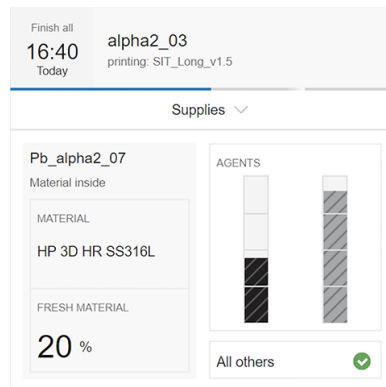 Finish all
16:40
Today
alpha2_03
printing: SIT_Long_v1.5
Supplies
Pb_alpha2_07
Material inside
MATERIAL
HP 3D HR SS316L
FRESH MATERIAL
20 %
AGENTS
All others